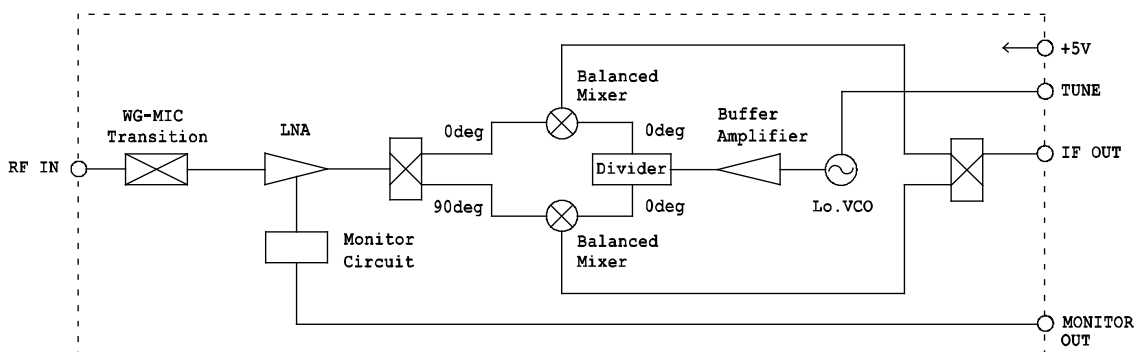 +5V
TUNE
Balanced
Mixer
WG-MIC
Transition
LNA
0deg
0deg
Buffer
Amplifier
RF IN
Divider
IF OUT
90deg
0deg
Lo.VCO
Monitor
Circuit
Balanced
Mixer
MONITOR
OUT